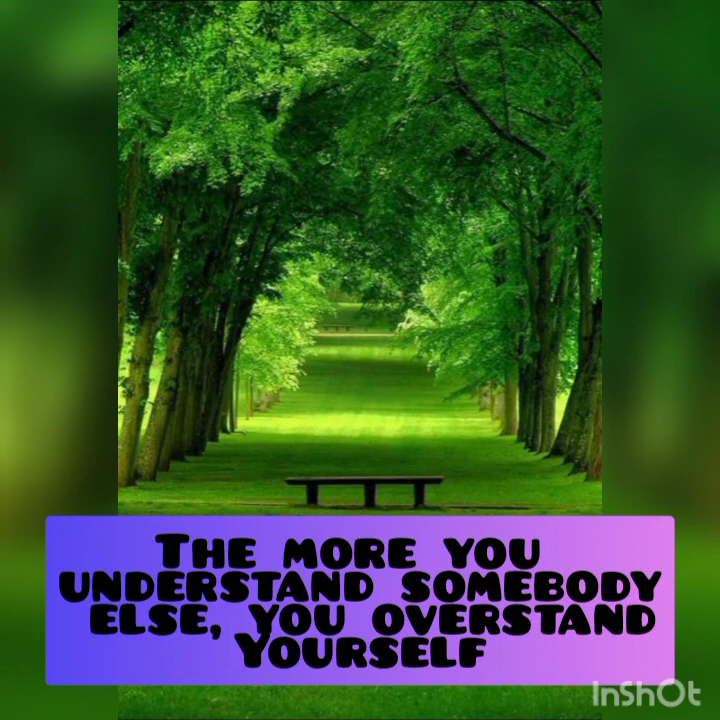 The more you
understand somebody
else, you overstand
Yourself
InShOt